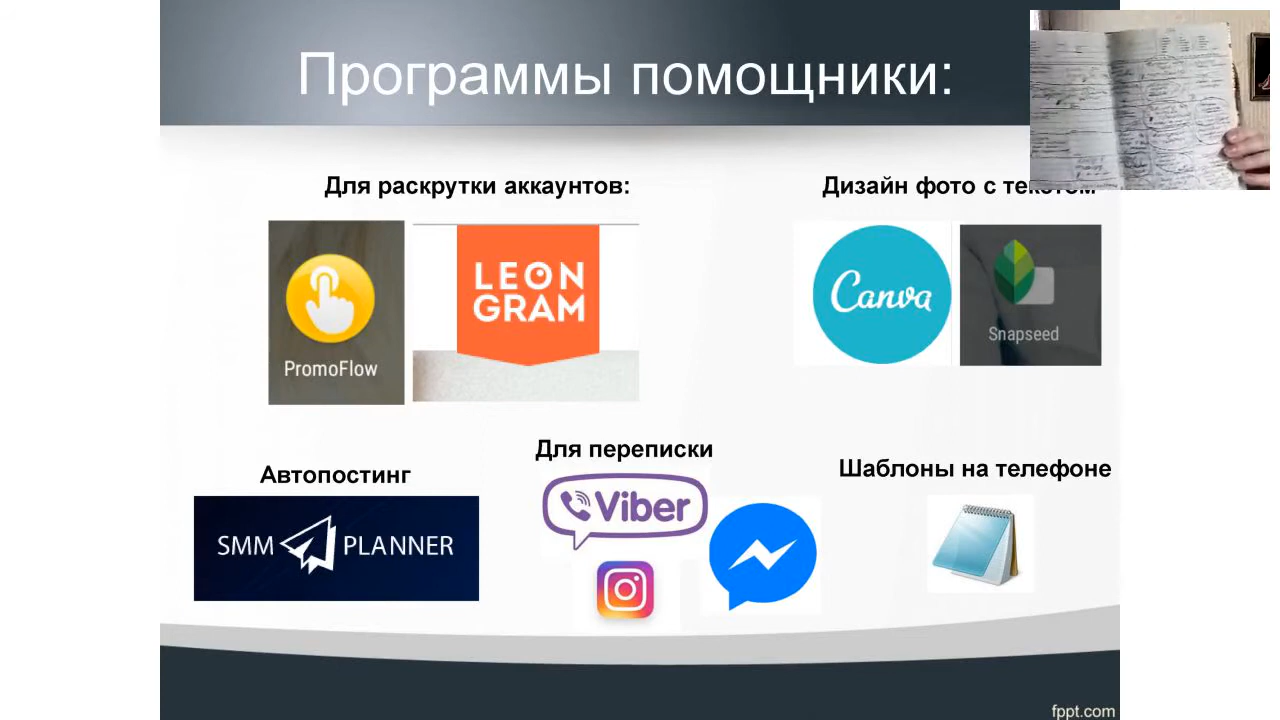 Программы помощники:
Для раскрутки аккаунтов:
Дизайн фото с текстом
PromoFlow
LEON
GRAM
Canva
Snapseed
Автопостинг
Для переписки
Шаблоны на телефоне
SMM PLANNER
Viber
fppt.com